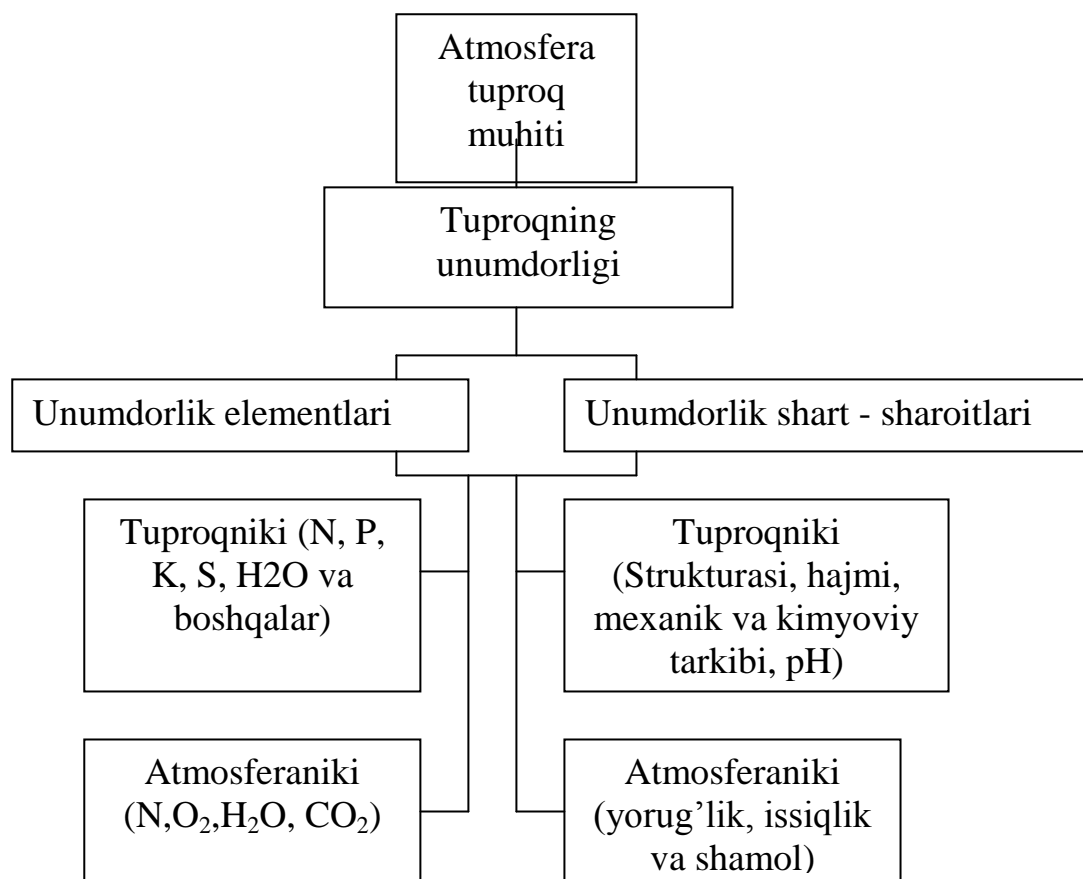 Atmosfera
tuproq
muhiti
Tuproqning
unumdorligi
Unumdorlik elementlari
Unumdorlik shart - sharoitlari
Tuproqniki (N, P,
K, S, H2O va
boshqalar)
Tuproqniki
(Strukturasi, hajmi,
mexanik va kimyoviy
tarkibi, pH)
Atmosferaniki
(N,O₂,H₂O, CO₂)
Atmosferaniki
(yorug’lik, issiqlik
va shamol)